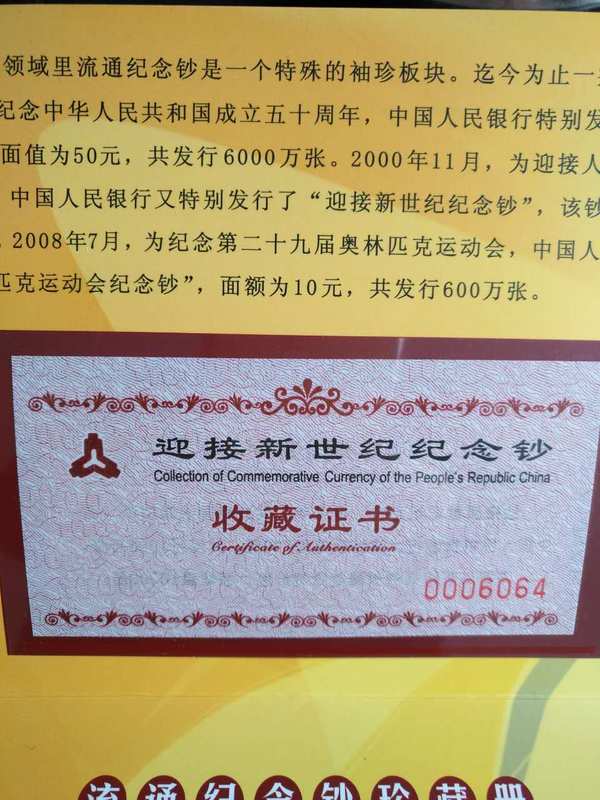 领域里流通纪念钞是一个特殊的袖珍板块。迄今为止一
纪念中华人民共和国成立五十周年，中国人民银行特别发
面值为50元，共发行6000万张。2000年11月，为迎接人
中国人民银行又特别发行了“迎接新世纪纪念钞”，该钞
2008年7月，为纪念第二十九届奥林匹克运动会，中国人
匹克运动会纪念钞”，面额为10元，共发行600万张。
迎接新世纪纪念钞
Collection of Commemorative Currency of the People's Republic China
收藏证书
Certificate of Authentication
0006064
流通纪念钞珍藏册